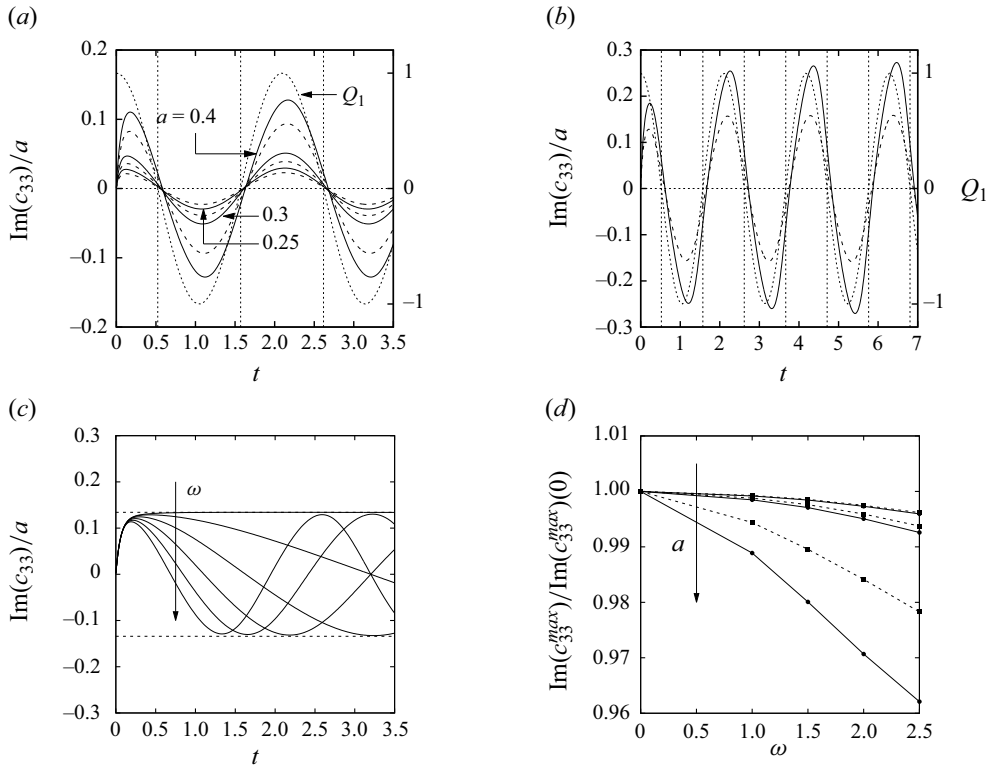 (a)
(b)
0.2
0.1
0
–0.1
–0.2
Im(c33)/a
1
0
–1
Q1
a = 0.4
0.3
0.25
0 0.5 1.0 1.5 2.0 2.5 3.0 3.5
t
0.3
0.2
0.1
0
–0.1
–0.2
–0.3
Im(c33)/a
1
0
–1
Q1
0 1 2 3 4 5 6 7
t
(c)
(d)
0.3
0.2
0.1
0
–0.1
–0.2
–0.3
Im(c33)/a
ω
0 0.5 1.0 1.5 2.0 2.5 3.0 3.5
t
1.01
1.00
0.99
0.98
0.97
0.96
Im(c33^max)/Im(c33^max)(0)
a
0 0.5 1.0 1.5 2.0 2.5
ω